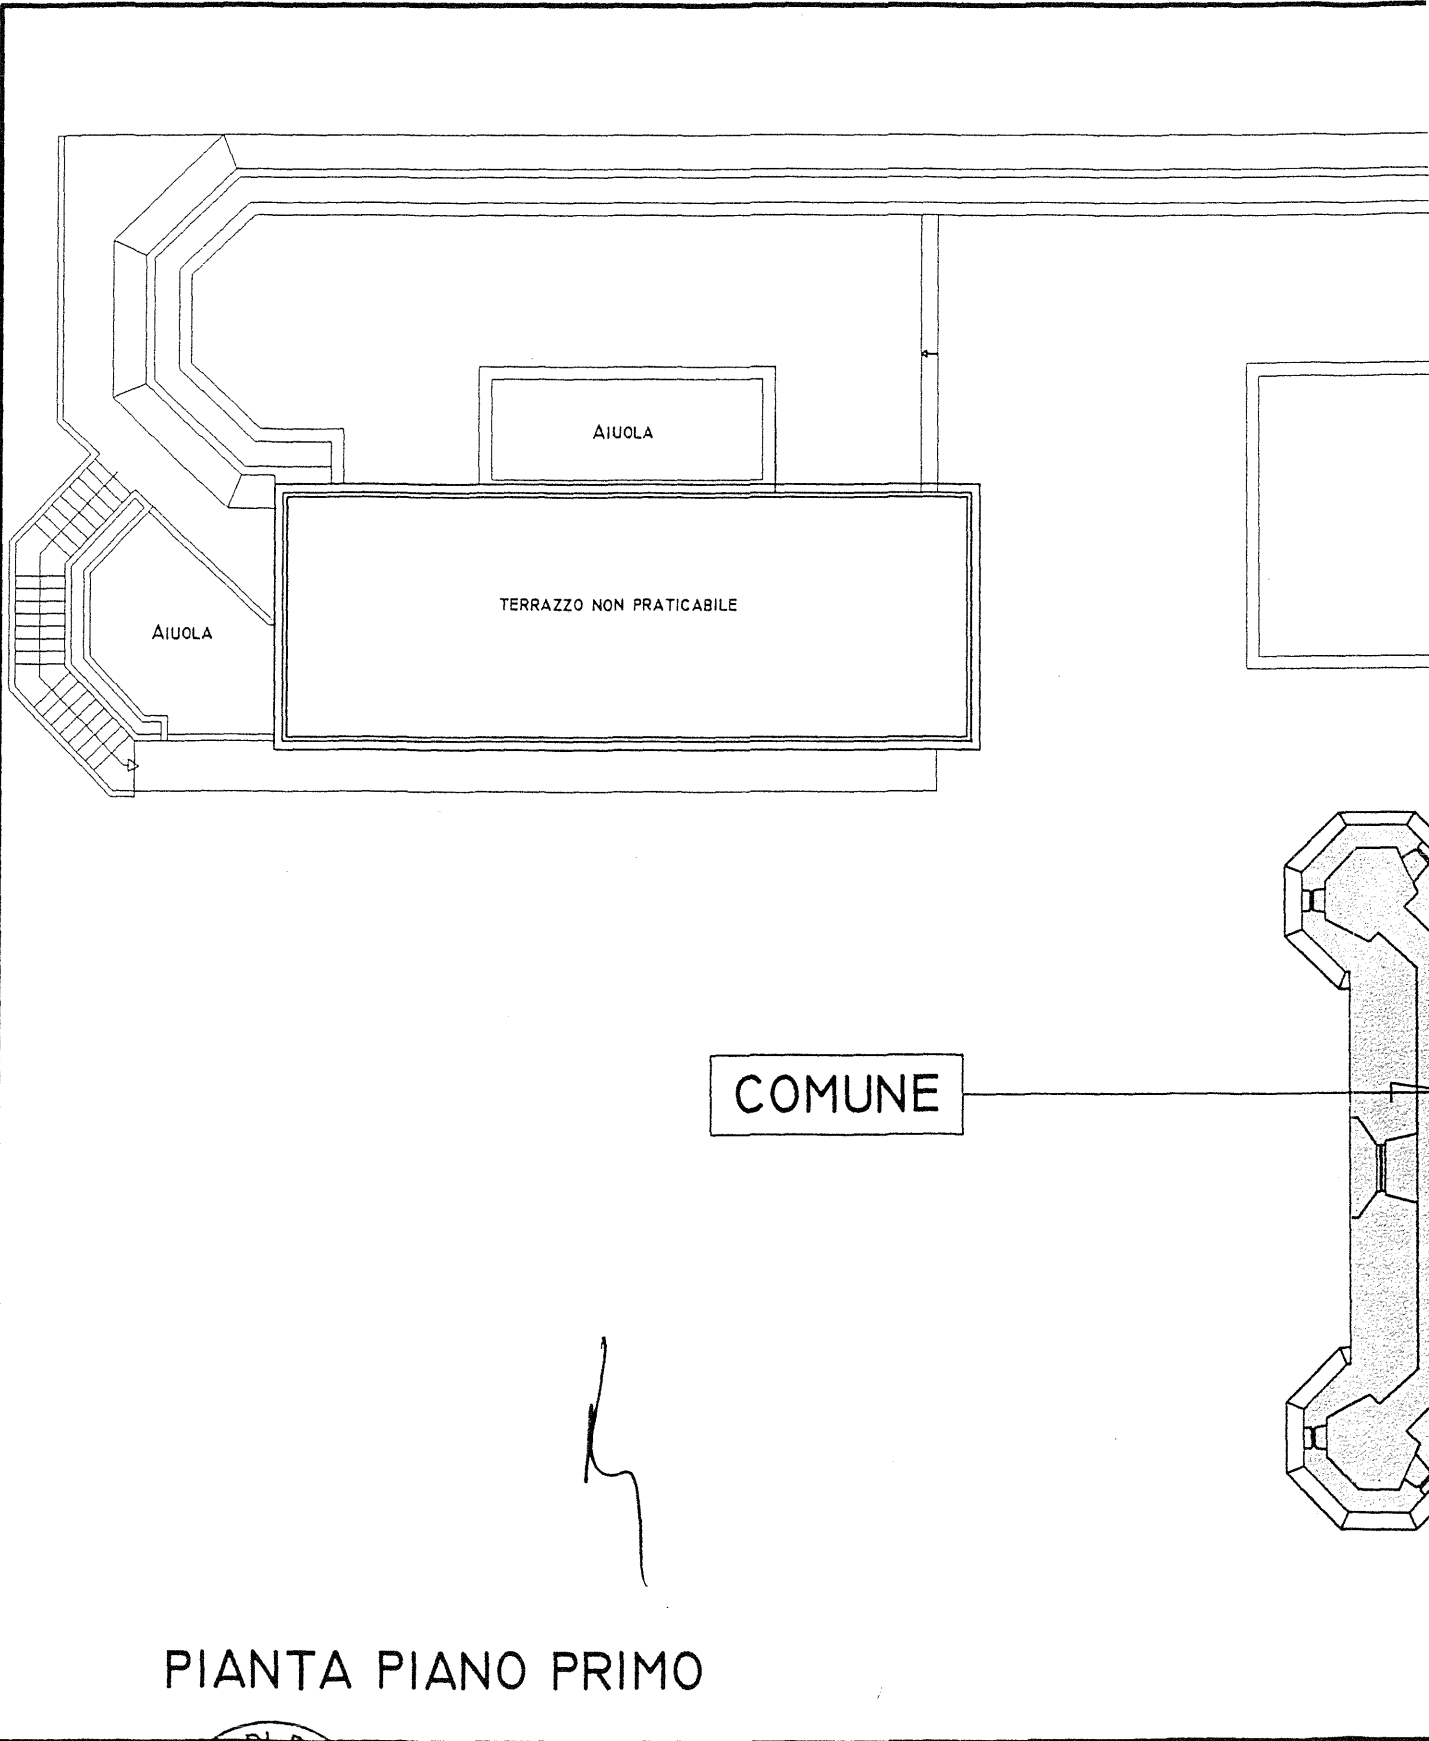 AIUOLA
TERRAZZO NON PRATICABILE
AIUOLA
COMUNE
PIANTA PIANO PRIMO